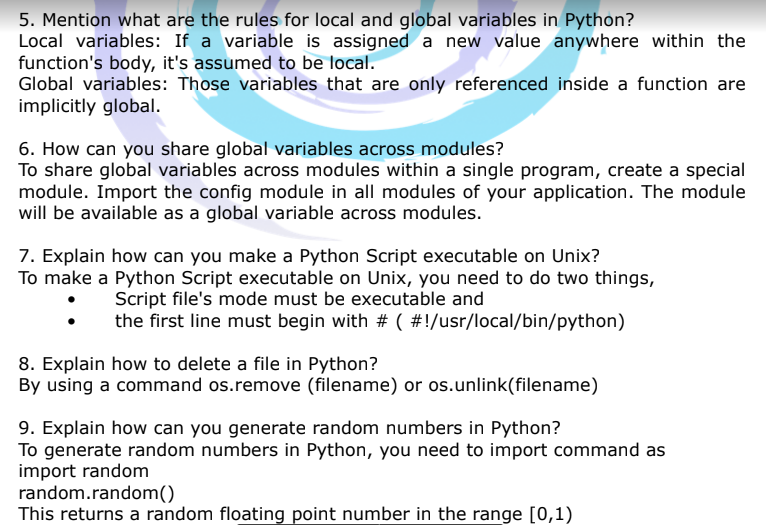 5. Mention what are the rules for local and global variables in Python?
Local variables: If a variable is assigned a new value anywhere within the
function's body, it's assumed to be local.
Global variables: Those variables that are only referenced inside a function are
implicitly global.
6. How can you share global variables across modules?
To share global variables across modules within a single program, create a special
module. Import the config module in all modules of your application. The module
will be available as a global variable across modules.
7. Explain how can you make a Python Script executable on Unix?
To make a Python Script executable on Unix, you need to do two things,
• Script file's mode must be executable and
• the first line must begin with # ( #!/usr/local/bin/python)
8. Explain how to delete a file in Python?
By using a command os.remove (filename) or os.unlink(filename)
9. Explain how can you generate random numbers in Python?
To generate random numbers in Python, you need to import command as
import random
random.random()
This returns a random floating point number in the range [0,1)